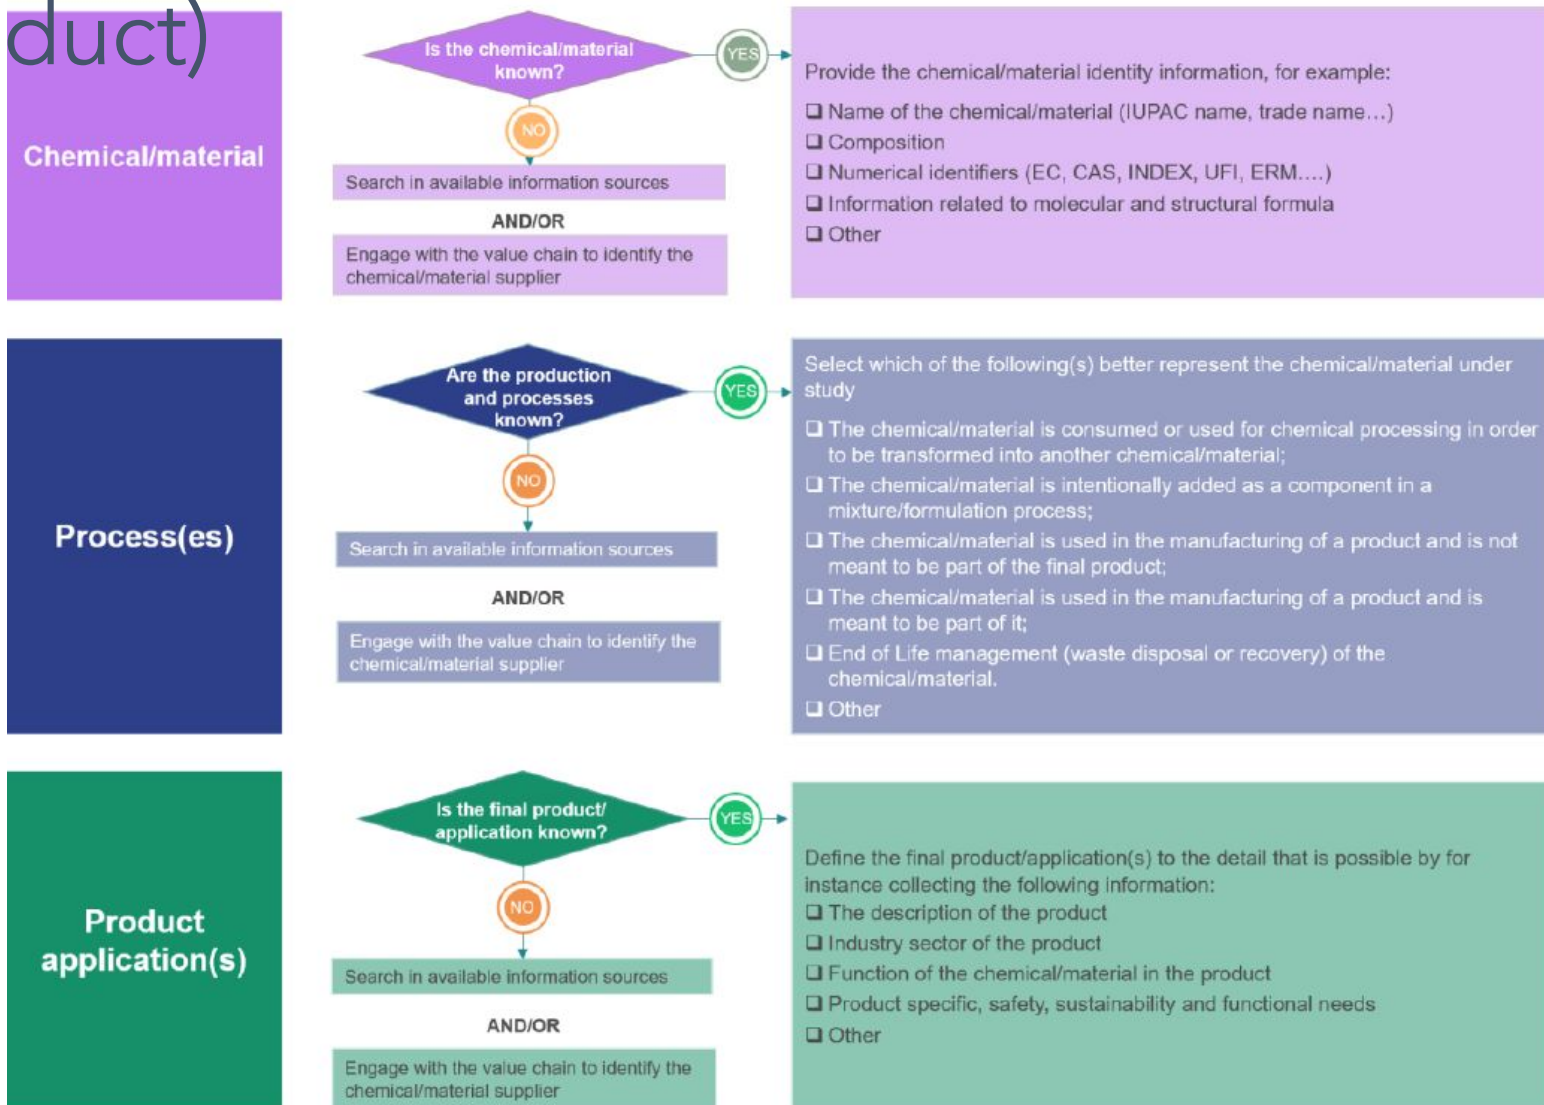 duct)
Chemical/material
Is the chemical/material
known?
YES
NO
Search in available information sources
AND/OR
Engage with the value chain to identify the
chemical/material supplier
Provide the chemical/material identity information, for example:
❑ Name of the chemical/material (IUPAC name, trade name…)
❑ Composition
❑ Numerical identifiers (EC, CAS, INDEX, UFI, ERM….)
❑ Information related to molecular and structural formula
❑ Other
Process(es)
Are the production
and processes
known?
YES
NO
Search in available information sources
AND/OR
Engage with the value chain to identify the
chemical/material supplier
Select which of the following(s) better represent the chemical/material under
study
❑ The chemical/material is consumed or used for chemical processing in order
to be transformed into another chemical/material;
❑ The chemical/material is intentionally added as a component in a
mixture/formulation process;
❑ The chemical/material is used in the manufacturing of a product and is not
meant to be part of the final product;
❑ The chemical/material is used in the manufacturing of a product and is
meant to be part of it;
❑ End of Life management (waste disposal or recovery) of the
chemical/material.
❑ Other
Product
application(s)
Is the final product/
application known?
YES
NO
Search in available information sources
AND/OR
Engage with the value chain to identify the
chemical/material supplier
Define the final product/application(s) to the detail that is possible by for
instance collecting the following information:
❑ The description of the product
❑ Industry sector of the product
❑ Function of the chemical/material in the product
❑ Product specific, safety, sustainability and functional needs
❑ Other